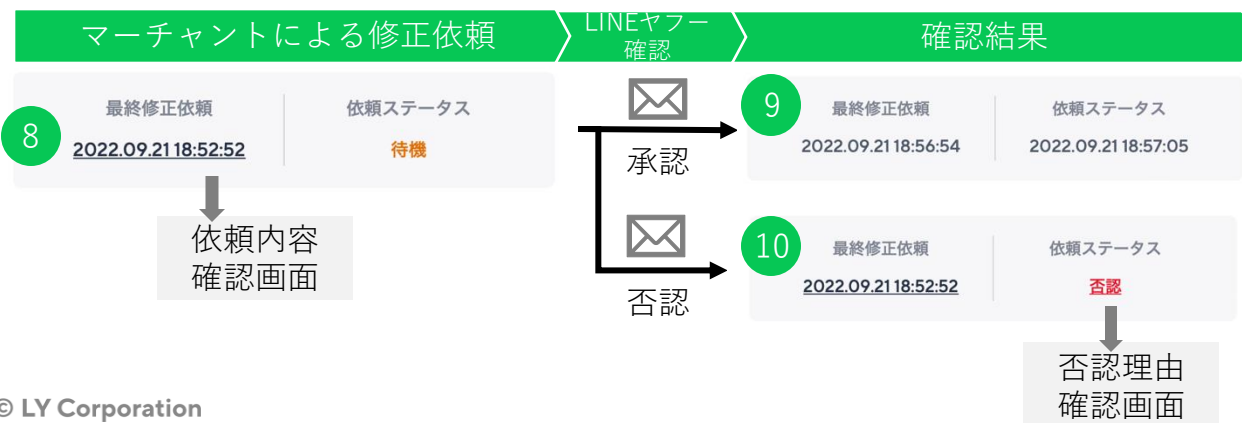 マーチャントによる修正依頼
LINEヤフー
確認
確認結果
8
最終修正依頼
依頼ステータス
2022.09.21 18:52:52
待機
依頼内容
確認画面
承認
否認
9
最終修正依頼
依頼ステータス
2022.09.21 18:56:54
2022.09.21 18:57:05
10
最終修正依頼
依頼ステータス
2022.09.21 18:52:52
否認
否認理由
確認画面
© LY Corporation